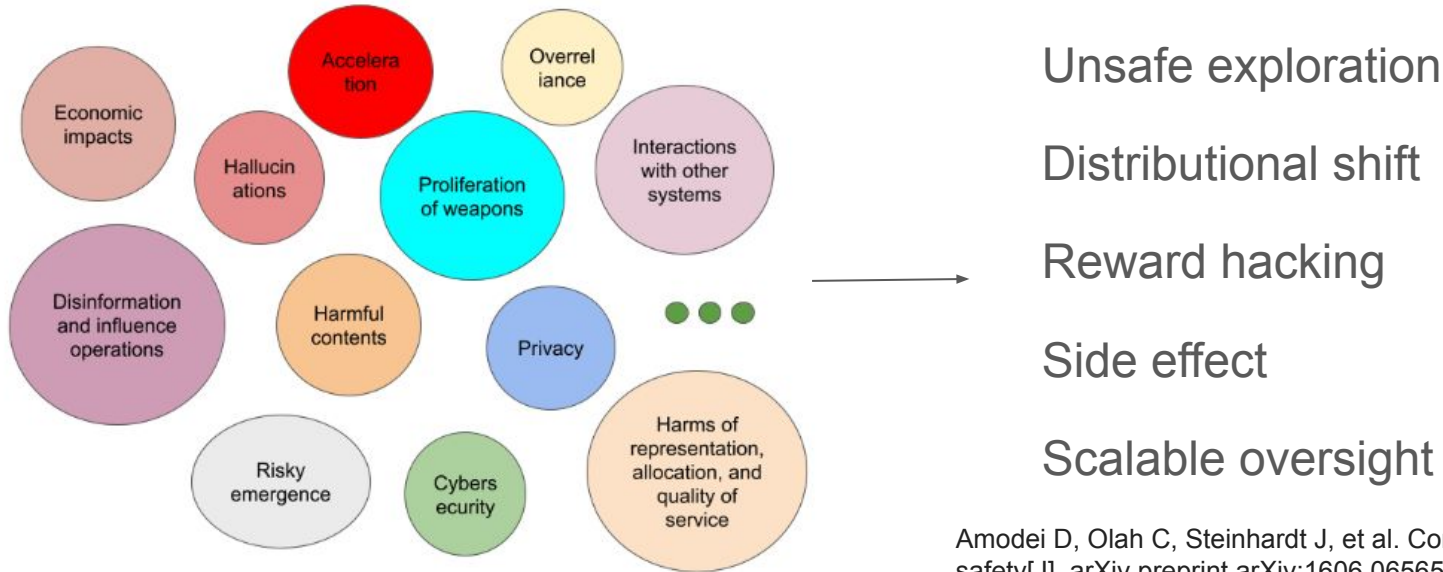 Accelera
tion
Overrel
iance
Economic
impacts
Hallucin
ations
Proliferation
of weapons
Interactions
with other
systems
Disinformation
and influence
operations
Harmful
contents
Privacy
Risky
emergence
Cybers
ecurity
Harms of
representation,
allocation, and
quality of
service
Unsafe exploration
Distributional shift
Reward hacking
Side effect
Scalable oversight
Amodei D, Olah C, Steinhardt J, et al.